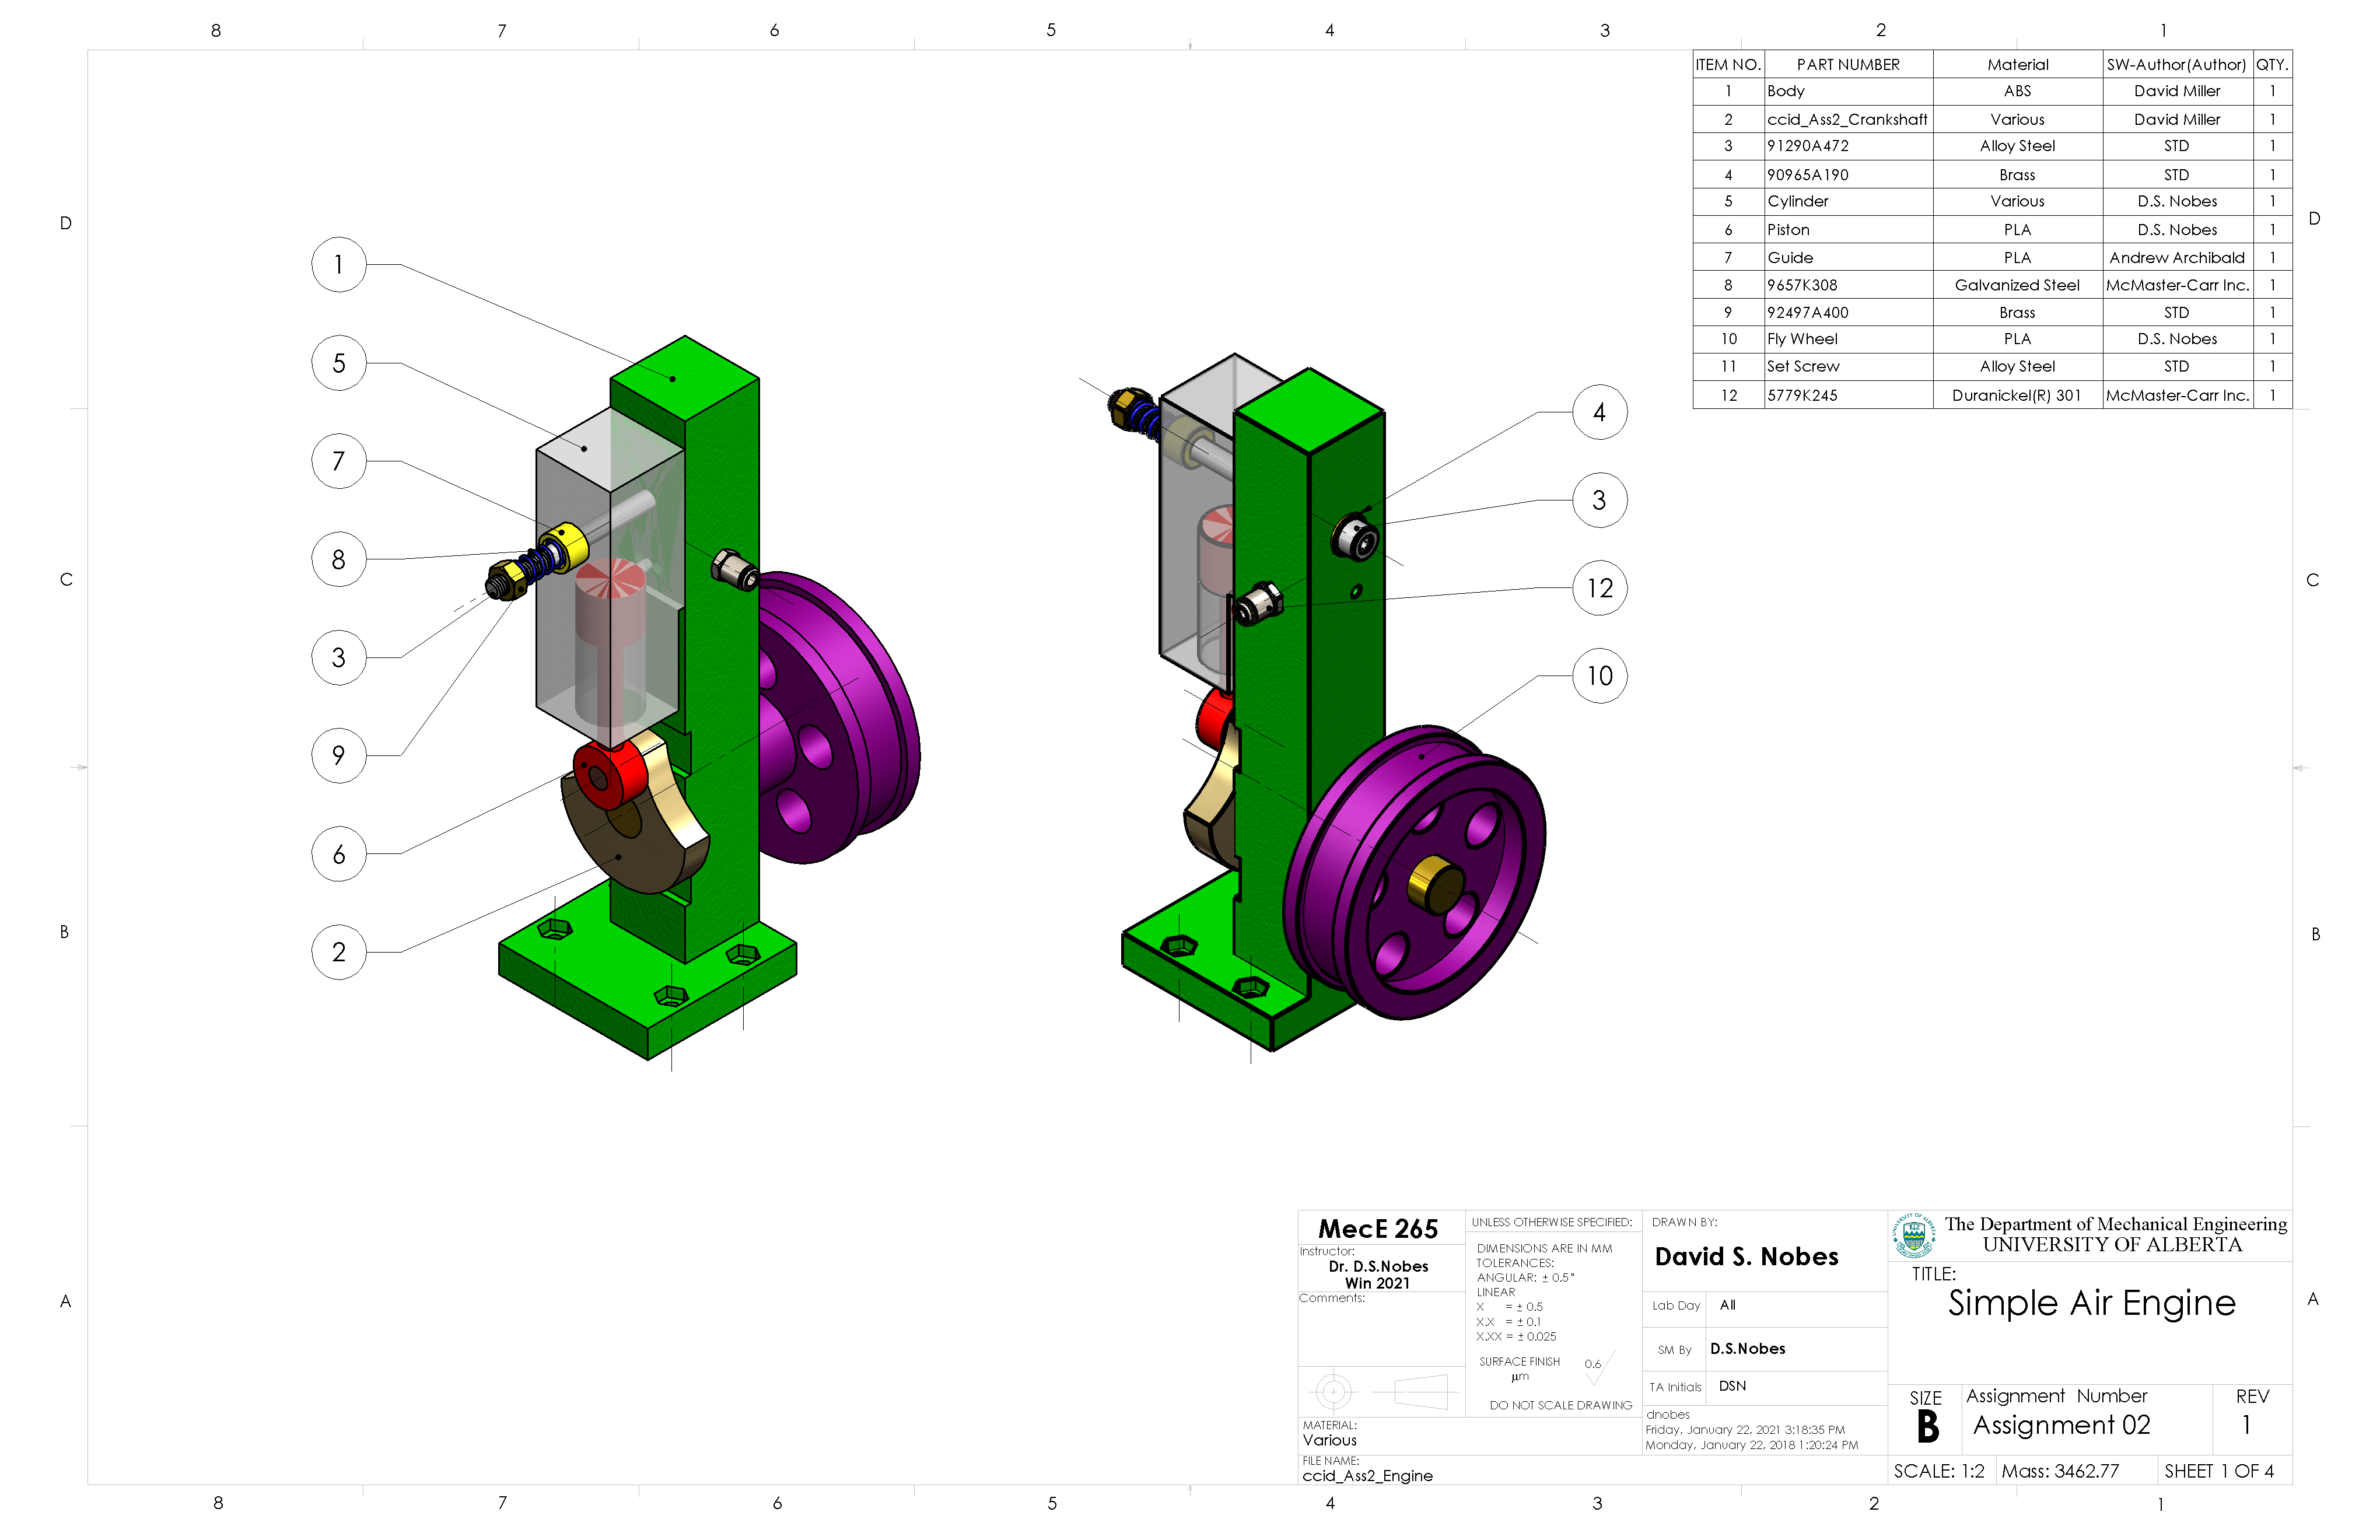 8 7 6 5 4 3 2 1
ITEM NO. PART NUMBER Material SW-Author(Author) QTY.
1 Body ABS David Miller 1
2 ccid_Ass2_Crankshaft Various David Miller 1
3 91290A472 Alloy Steel STD 1
4 90965A190 Brass STD 1
5 Cylinder Various D.S. Nobes 1
6 Piston PLA D.S. Nobes 1
7 Guide PLA Andrew Archibald 1
8 9657K308 Galvanized Steel McMaster-Carr Inc. 1
9 92497A400 Brass STD 1
10 Fly Wheel PLA D.S. Nobes 1
11 Set Screw Alloy Steel STD 1
12 5779K245 Duranickel(R) 301 McMaster-Carr Inc. 1
D D
1
5
7
8
3
9
6
2
4
3
12
10
C C
B B
A A
MecE 265
Instructor:
Dr. D.S.Nobes
Win 2021
Comments:
MATERIAL:
Various
FILE NAME:
ccid_Ass2_Engine
UNLESS OTHERWISE SPECIFIED:
DIMENSIONS ARE IN MM
TOLERANCES:
ANGULAR: ± 0.5°
LINEAR
X = ± 0.5
X.X = ± 0.1
X.XX = ± 0.025
SURFACE FINISH 0.6
µm
DO NOT SCALE DRAWING
DRAWN BY:
David S. Nobes
Lab Day All
SM By D.S.Nobes
TA Initials DSN
dnobes
Friday, January 22, 2021 3:18:35 PM
Monday, January 22, 2018 1:20:24 PM
UNIVERSITY OF ALBERTA
The Department of Mechanical Engineering
UNIVERSITY OF ALBERTA
TITLE:
Simple Air Engine
SIZE
B
Assignment Number
Assignment 02
REV
1
SCALE: 1:2 Mass: 3462.77 SHEET 1 OF 4
8 7 6 5 4 3 2 1